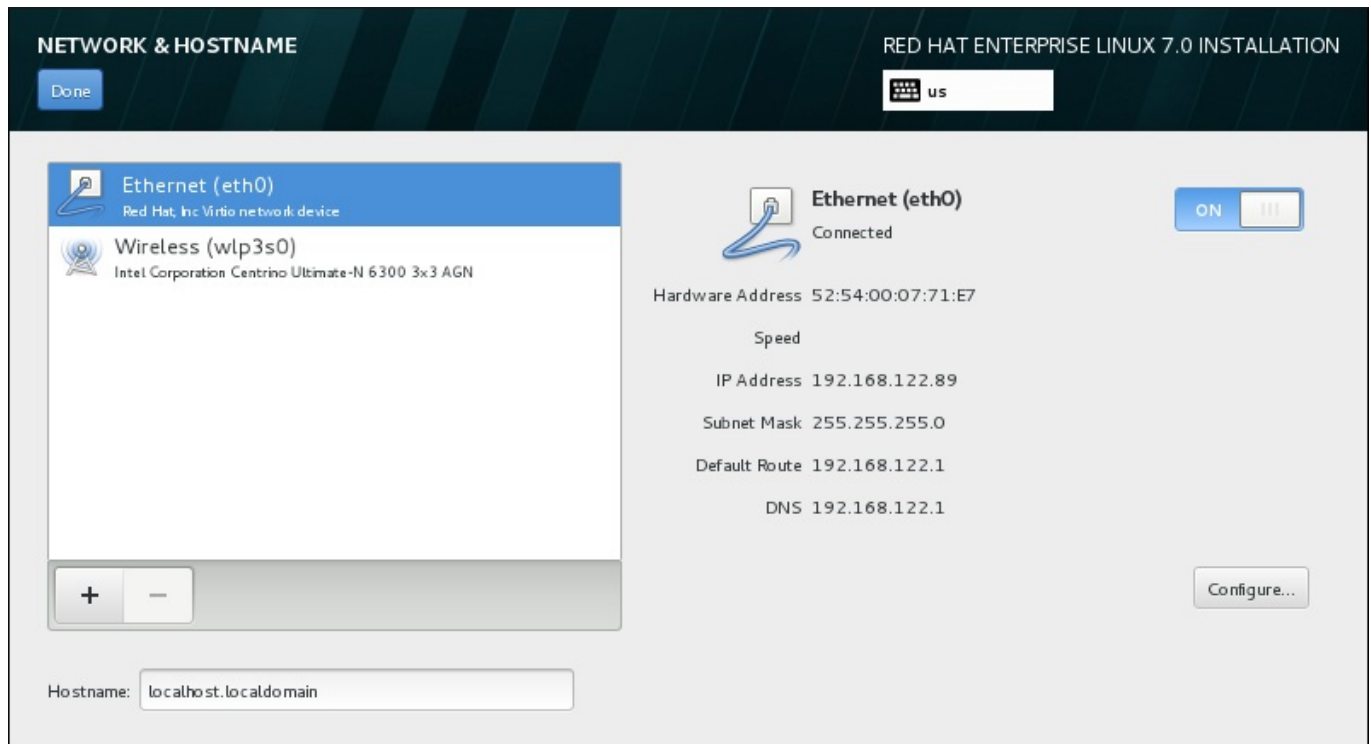 NETWORK & HOSTNAME
RED HAT ENTERPRISE LINUX 7.0 INSTALLATION
Done
us
Ethernet (eth0)
Red Hat, Inc Virtio network device
Wireless (wlp3s0)
Intel Corporation Centrino Ultimate-N 6300 3x3 AGN
Ethernet (eth0)
Connected
ON
Hardware Address 52:54:00:07:71:E7
Speed
IP Address 192.168.122.89
Subnet Mask 255.255.255.0
Default Route 192.168.122.1
DNS 192.168.122.1
+ −
Configure...
Hostname: localhost.localdomain